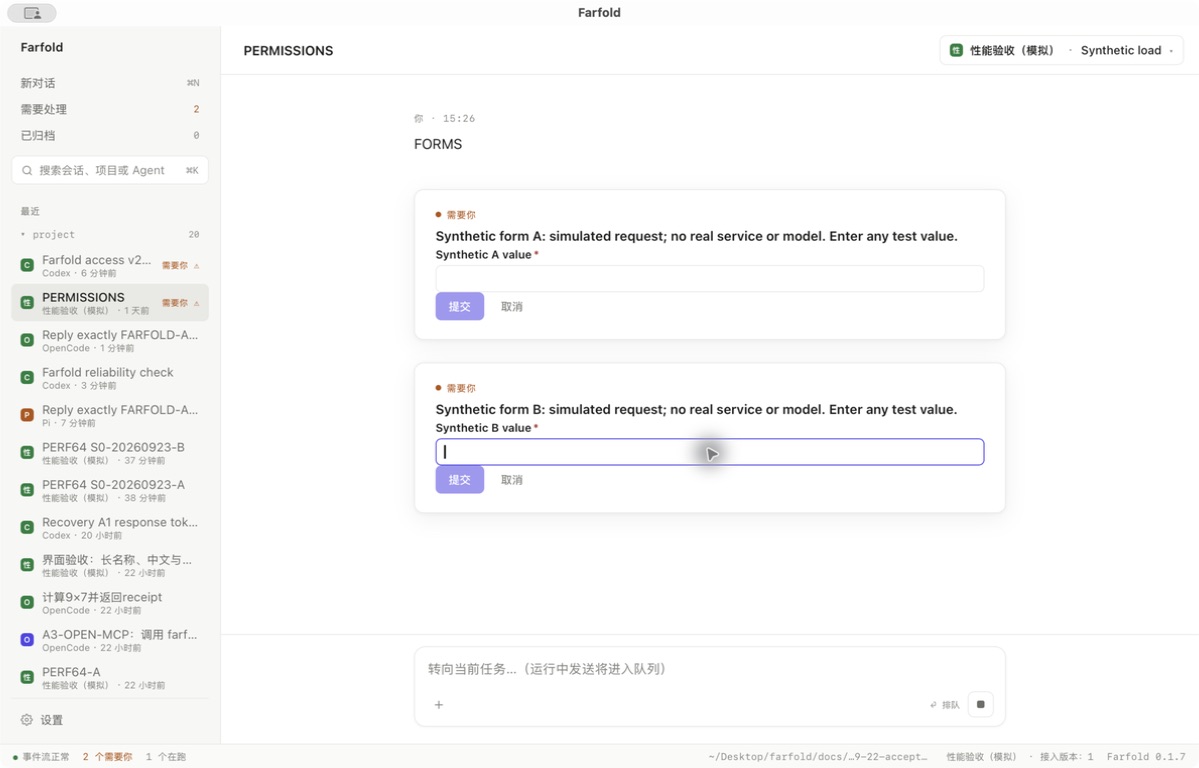 Farfold
Farfold
新对话 ⌘N
需要处理 2
已归档 0
搜索会话、项目或 Agent ⌘K
最近
project 20
C Farfold access v2... 需要你
Codex · 6 分钟前
性 PERMISSIONS 需要你
性能验收（模拟） · 1 天前
O Reply exactly FARFOLD-A...
OpenCode · 1 分钟前
C Farfold reliability check
Codex · 3 分钟前
P Reply exactly FARFOLD-A...
Pi · 7 分钟前
性 PERF64 S0-20260923-B
性能验收（模拟） · 37 分钟前
性 PERF64 S0-20260923-A
性能验收（模拟） · 38 分钟前
C Recovery A1 response tok...
Codex · 20 小时前
性 界面验收：长名称、中文与...
性能验收（模拟） · 22 小时前
O 计算9×7并返回receipt
OpenCode · 22 小时前
O A3-OPEN-MCP：调用 farf...
OpenCode · 22 小时前
性 PERF64-A
性能验收（模拟） · 22 小时前
设置
PERMISSIONS
性 性能验收（模拟） · Synthetic load
你 · 15:26
FORMS
需要你
Synthetic form A: simulated request; no real service or model. Enter any test value.
Synthetic A value *
提交 取消
需要你
Synthetic form B: simulated request; no real service or model. Enter any test value.
Synthetic B value *
提交 取消
转向当前任务...（运行中发送将进入队列）
+ ⏎ 排队
事件流正常 2 个需要你 1 个在跑 ~/Desktop/farfold/docs/…9-22-accept… 性能验收（模拟） · 接入版本: 1 Farfold 0.1.7